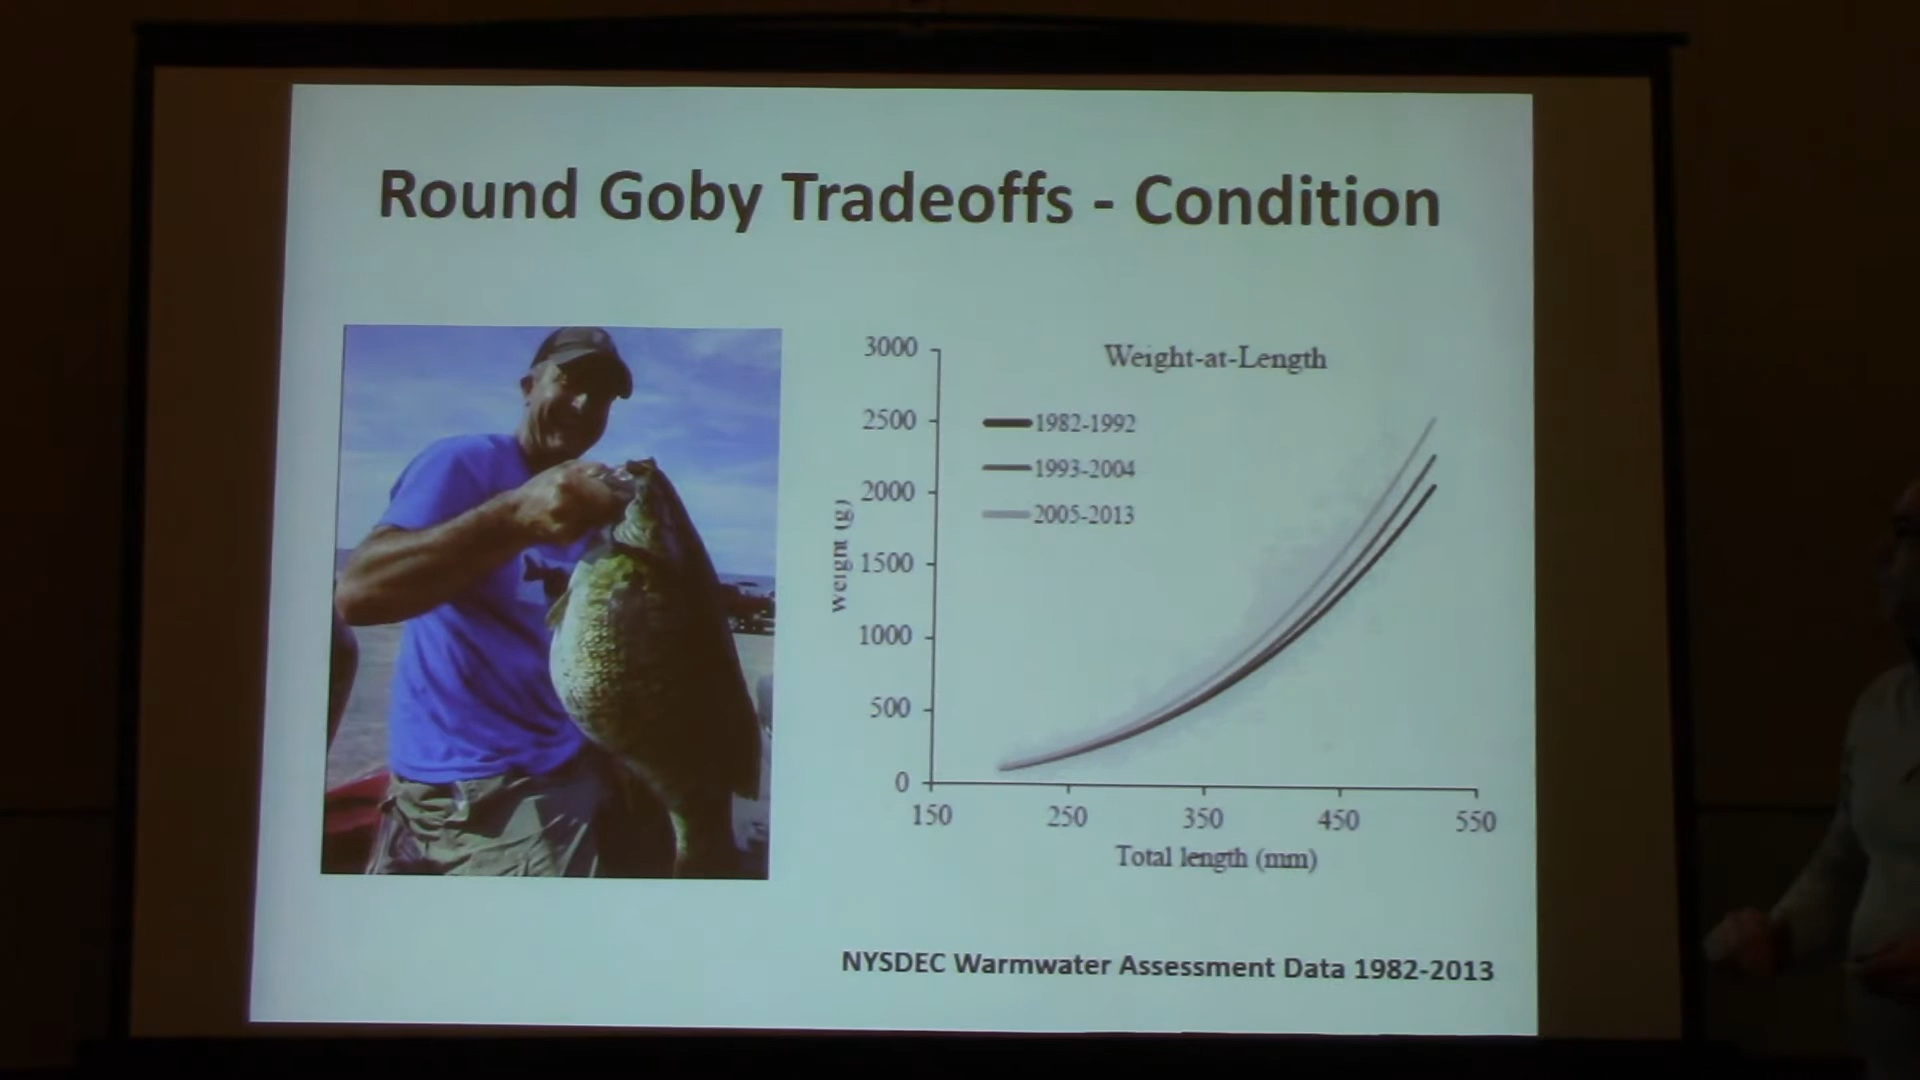 Round Goby Tradeoffs - Condition
Weight-at-Length
3000
2500
2000
1500
1000
500
0
1982-1992
1993-2004
2005-2013
weight (g)
150 250 350 450 550
Total length (mm)
NYSDEC Warmwater Assessment Data 1982-2013